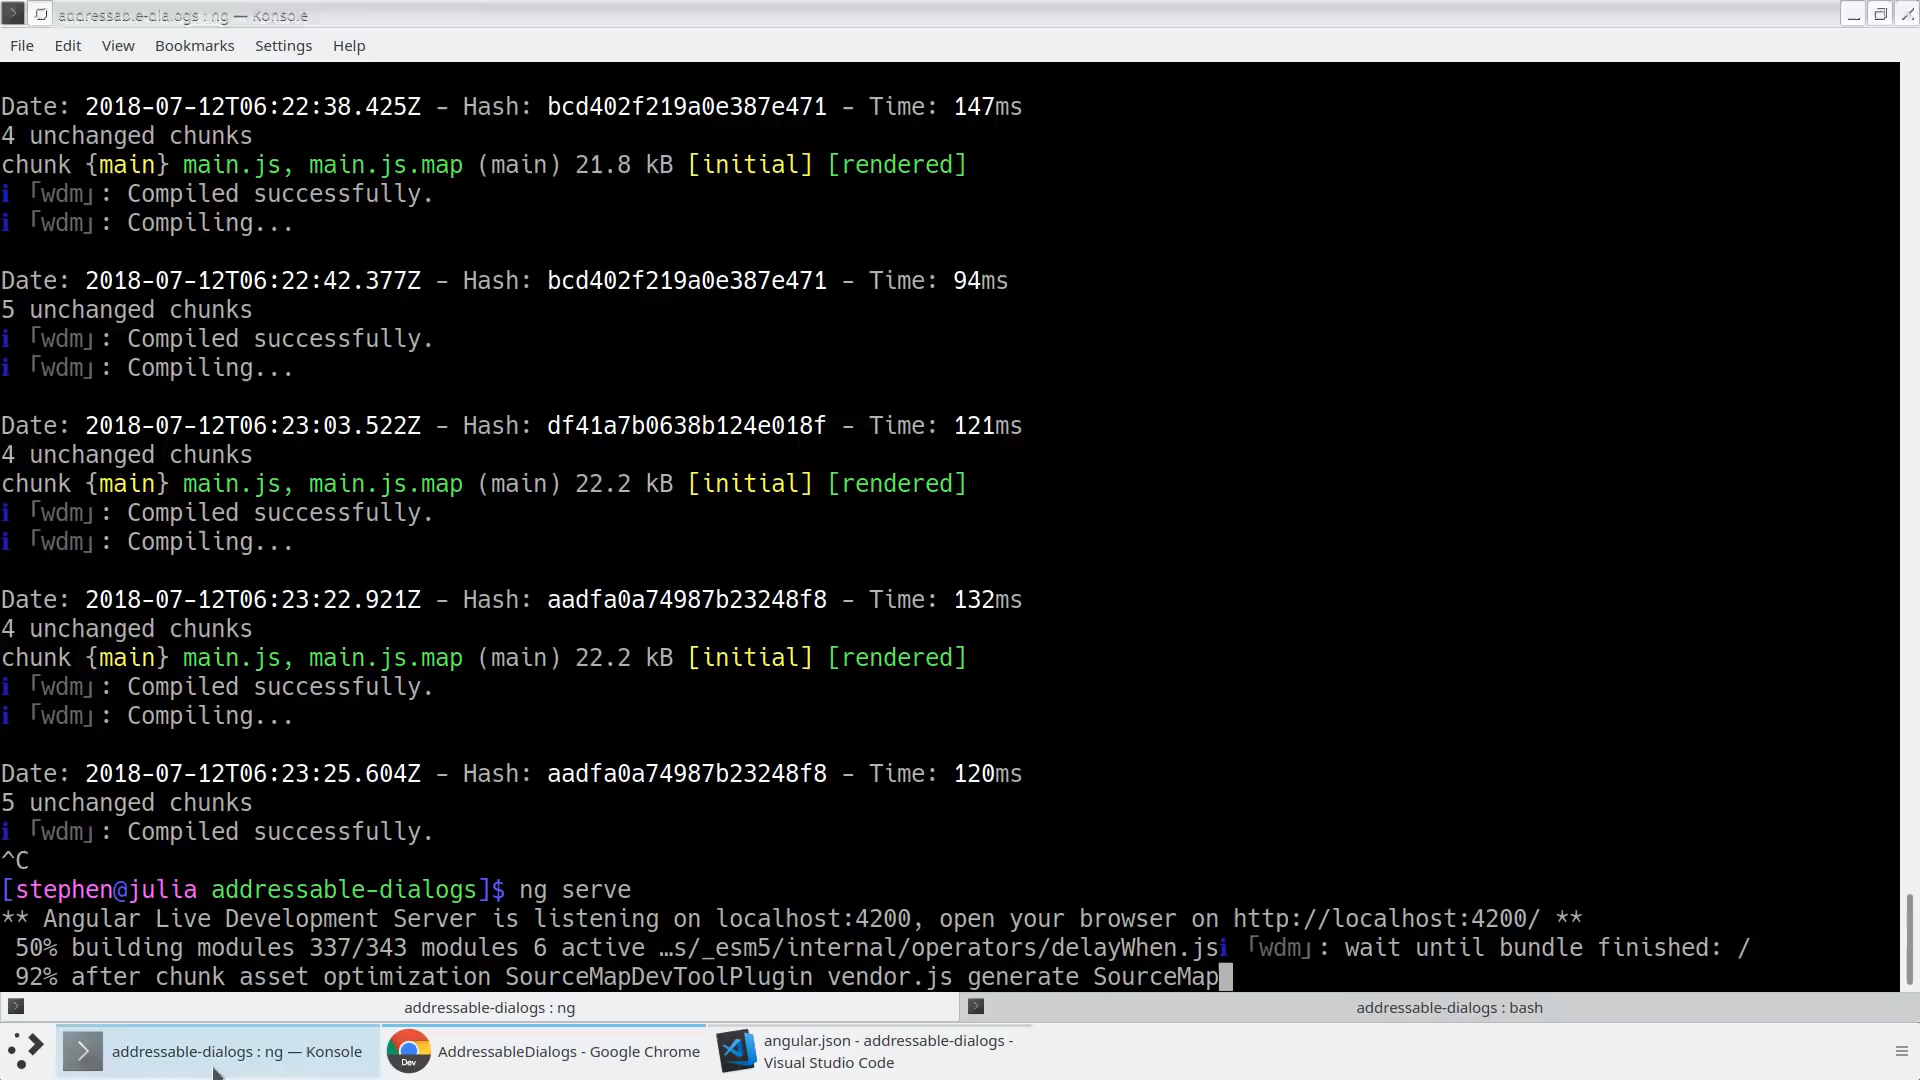 addressable-dialogs : ng — Konsole
File Edit View Bookmarks Settings Help
Date: 2018-07-12T06:22:38.425Z - Hash: bcd402f219a0e387e471 - Time: 147ms
4 unchanged chunks
chunk {main} main.js, main.js.map (main) 21.8 kB [initial] [rendered]
ℹ ｢wdm｣: Compiled successfully.
ℹ ｢wdm｣: Compiling...
Date: 2018-07-12T06:22:42.377Z - Hash: bcd402f219a0e387e471 - Time: 94ms
5 unchanged chunks
ℹ ｢wdm｣: Compiled successfully.
ℹ ｢wdm｣: Compiling...
Date: 2018-07-12T06:23:03.522Z - Hash: df41a7b0638b124e018f - Time: 121ms
4 unchanged chunks
chunk {main} main.js, main.js.map (main) 22.2 kB [initial] [rendered]
ℹ ｢wdm｣: Compiled successfully.
ℹ ｢wdm｣: Compiling...
Date: 2018-07-12T06:23:22.921Z - Hash: aadfa0a74987b23248f8 - Time: 132ms
4 unchanged chunks
chunk {main} main.js, main.js.map (main) 22.2 kB [initial] [rendered]
ℹ ｢wdm｣: Compiled successfully.
ℹ ｢wdm｣: Compiling...
Date: 2018-07-12T06:23:25.604Z - Hash: aadfa0a74987b23248f8 - Time: 120ms
5 unchanged chunks
ℹ ｢wdm｣: Compiled successfully.
^C
[stephen@julia addressable-dialogs]$ ng serve
** Angular Live Development Server is listening on localhost:4200, open your browser on http://localhost:4200/ **
50% building modules 337/343 modules 6 active …s/_esm5/internal/operators/delayWhen.jsℹ ｢wdm｣: wait until bundle finished: /
92% after chunk asset optimization SourceMapDevToolPlugin vendor.js generate SourceMap
addressable-dialogs : ng addressable-dialogs : bash
addressable-dialogs : ng — Konsole
Dev
AddressableDialogs - Google Chrome
angular.json - addressable-dialogs -
Visual Studio Code